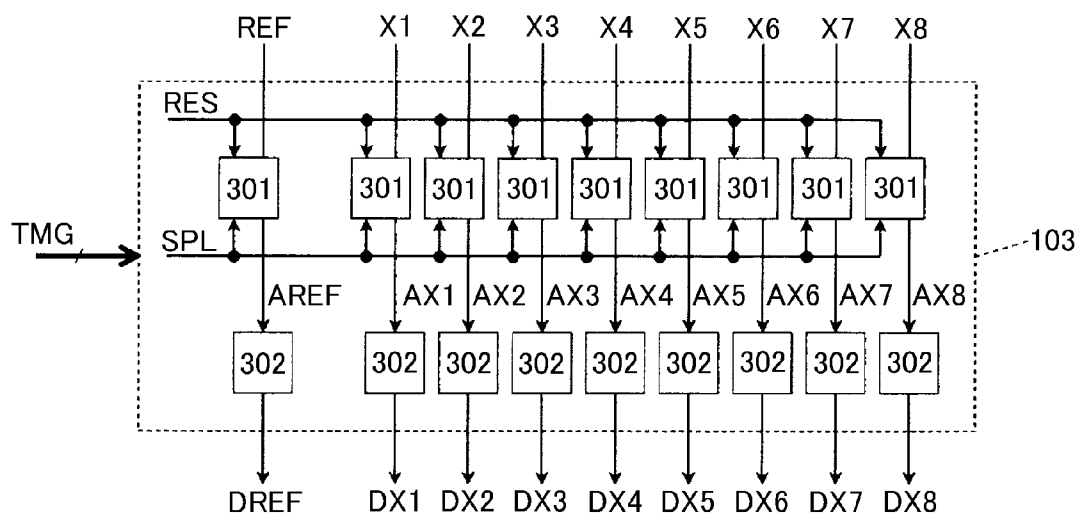 REF X1 X2 X3 X4 X5 X6 X7 X8
RES
301 301 301 301 301 301 301 301 301
TMG
SPL
103
AREF AX1 AX2 AX3 AX4 AX5 AX6 AX7 AX8
302 302 302 302 302 302 302 302 302
DREF DX1 DX2 DX3 DX4 DX5 DX6 DX7 DX8